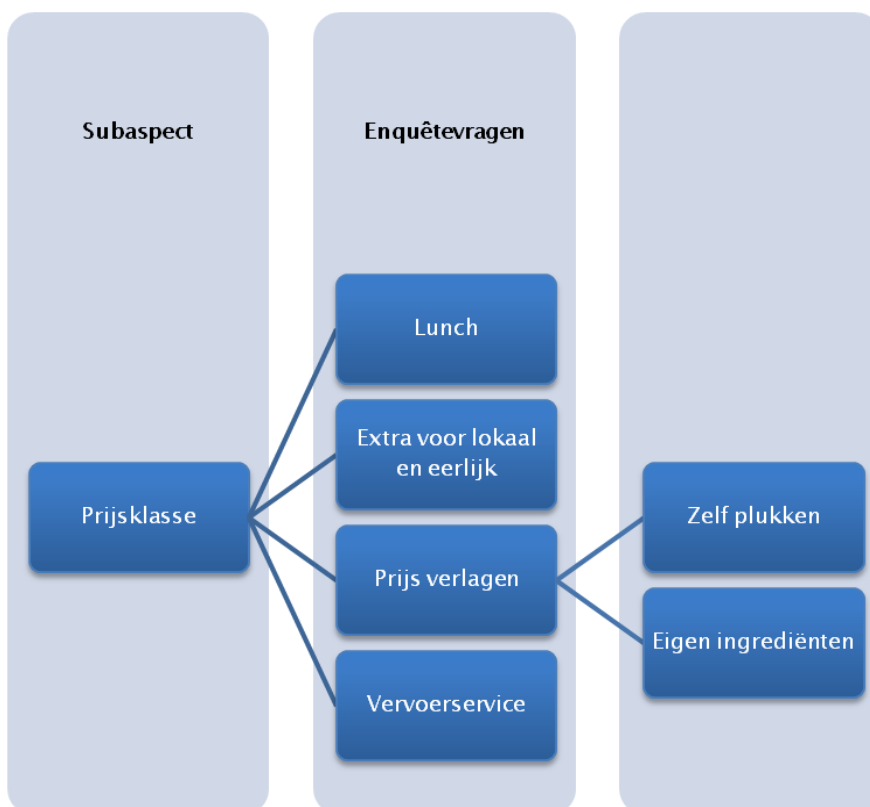 Subaspect
Enquêtevragen
Lunch
Extra voor lokaal
en eerlijk
Prijsklasse
Prijs verlagen
Vervoerservice
Zelf plukken
Eigen ingrediënten